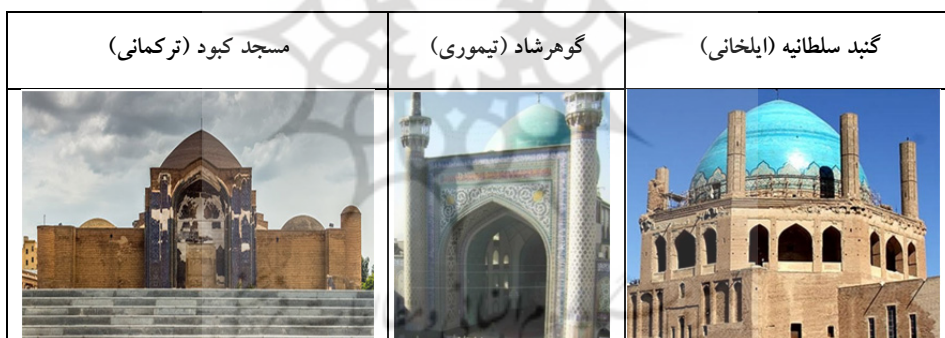 گنبد سلطانیه (ایلخانی)
گوهرشاد (تیموری)
مسجد کبود (ترکمانی)